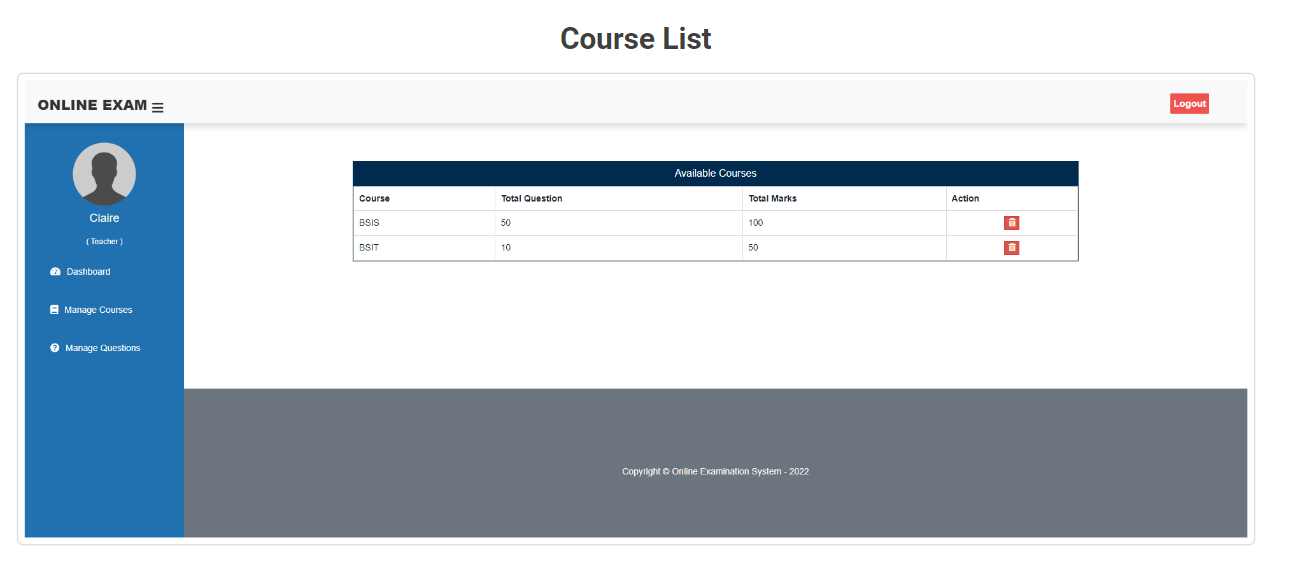 Course List
ONLINE EXAM
Logout
Claire
( Teacher )
Dashboard
Manage Courses
Manage Questions
Available Courses
Course Total Question Total Marks Action
BSIS 50 100
BSIT 10 50
Copyright © Online Examination System - 2022